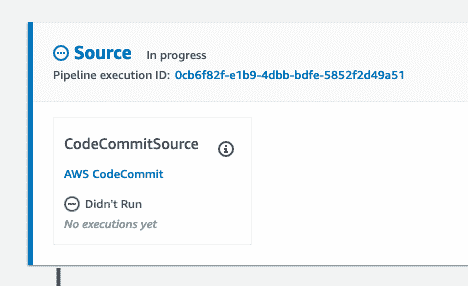 Source In progress
Pipeline execution ID: 0cb6f82f-e1b9-4dbb-bdfe-5852f2d49a51
CodeCommitSource
AWS CodeCommit
Didn't Run
No executions yet